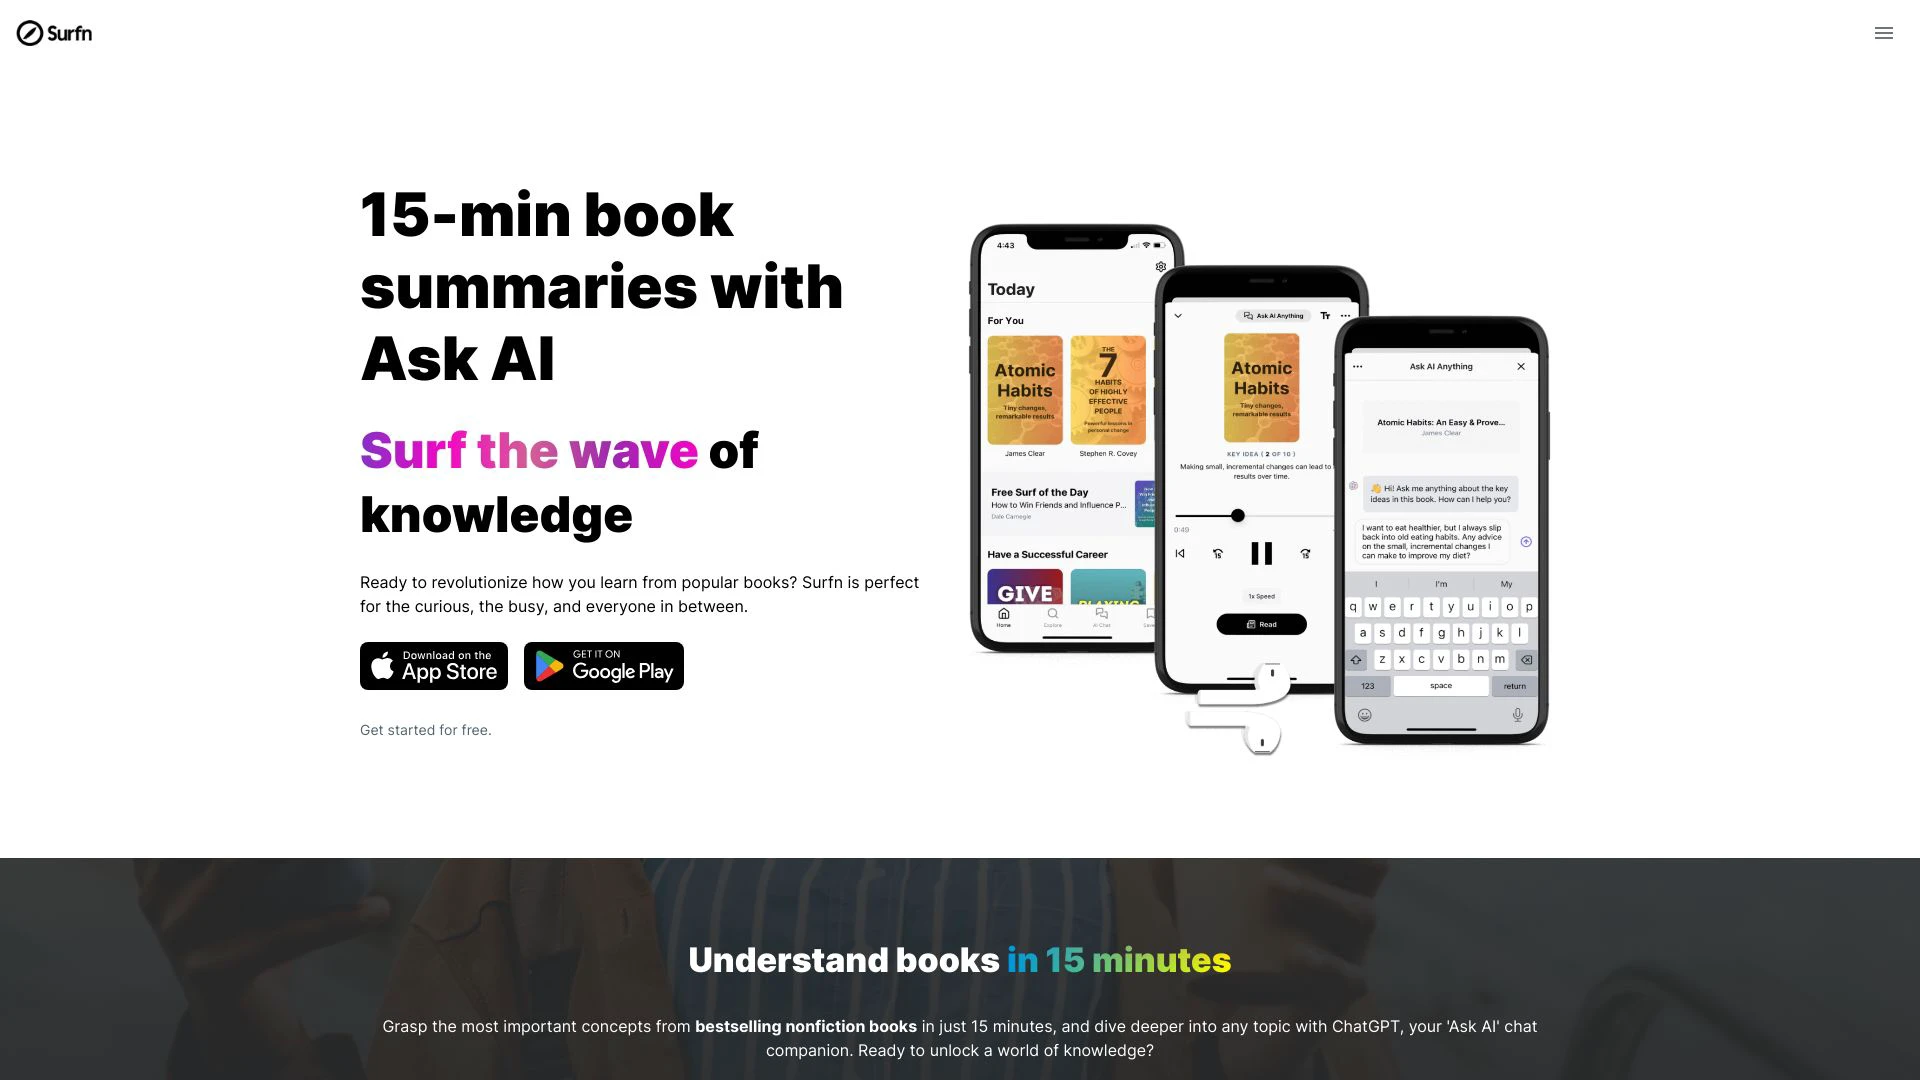 Surfn
15-min book
summaries with
Ask AI
Surf the wave of
knowledge
Ready to revolutionize how you learn from popular books? Surfn is perfect
for the curious, the busy, and everyone in between.
Download on the
App Store
GET IT ON
Google Play
Get started for free.
4:43
Today
For You
Atomic
Habits
Tiny changes,
remarkable results
James Clear
THE
7
HABITS
OF HIGHLY
EFFECTIVE
PEOPLE
Powerful lessons in
personal change
Stephen R. Covey
Free Surf of the Day
How to Win Friends and Influence P...
Dale Carnegie
Have a Successful Career
GIVE
PLAYING
Home
Explore
AI Chat
Ask AI Anything
Tт
Atomic
Habits
Tiny changes,
remarkable results
KEY IDEA ( 2 OF 10 )
Making small, incremental changes can lead to
results over time.
0:49
15
15
1x Speed
Read
Ask AI Anything
Atomic Habits: An Easy & Prove...
James Clear
👋 Hi! Ask me anything about the key
ideas in this book. How can I help you?
I want to eat healthier, but I always slip
back into old eating habits. Any advice
on the small, incremental changes I
can make to improve my diet?
I I'm My
q w e r t y u i o p
a s d f g h j k l
z x c v b n m
123 space return
Understand books in 15 minutes
Grasp the most important concepts from bestselling nonfiction books in just 15 minutes, and dive deeper into any topic with ChatGPT, your 'Ask AI' chat
companion. Ready to unlock a world of knowledge?